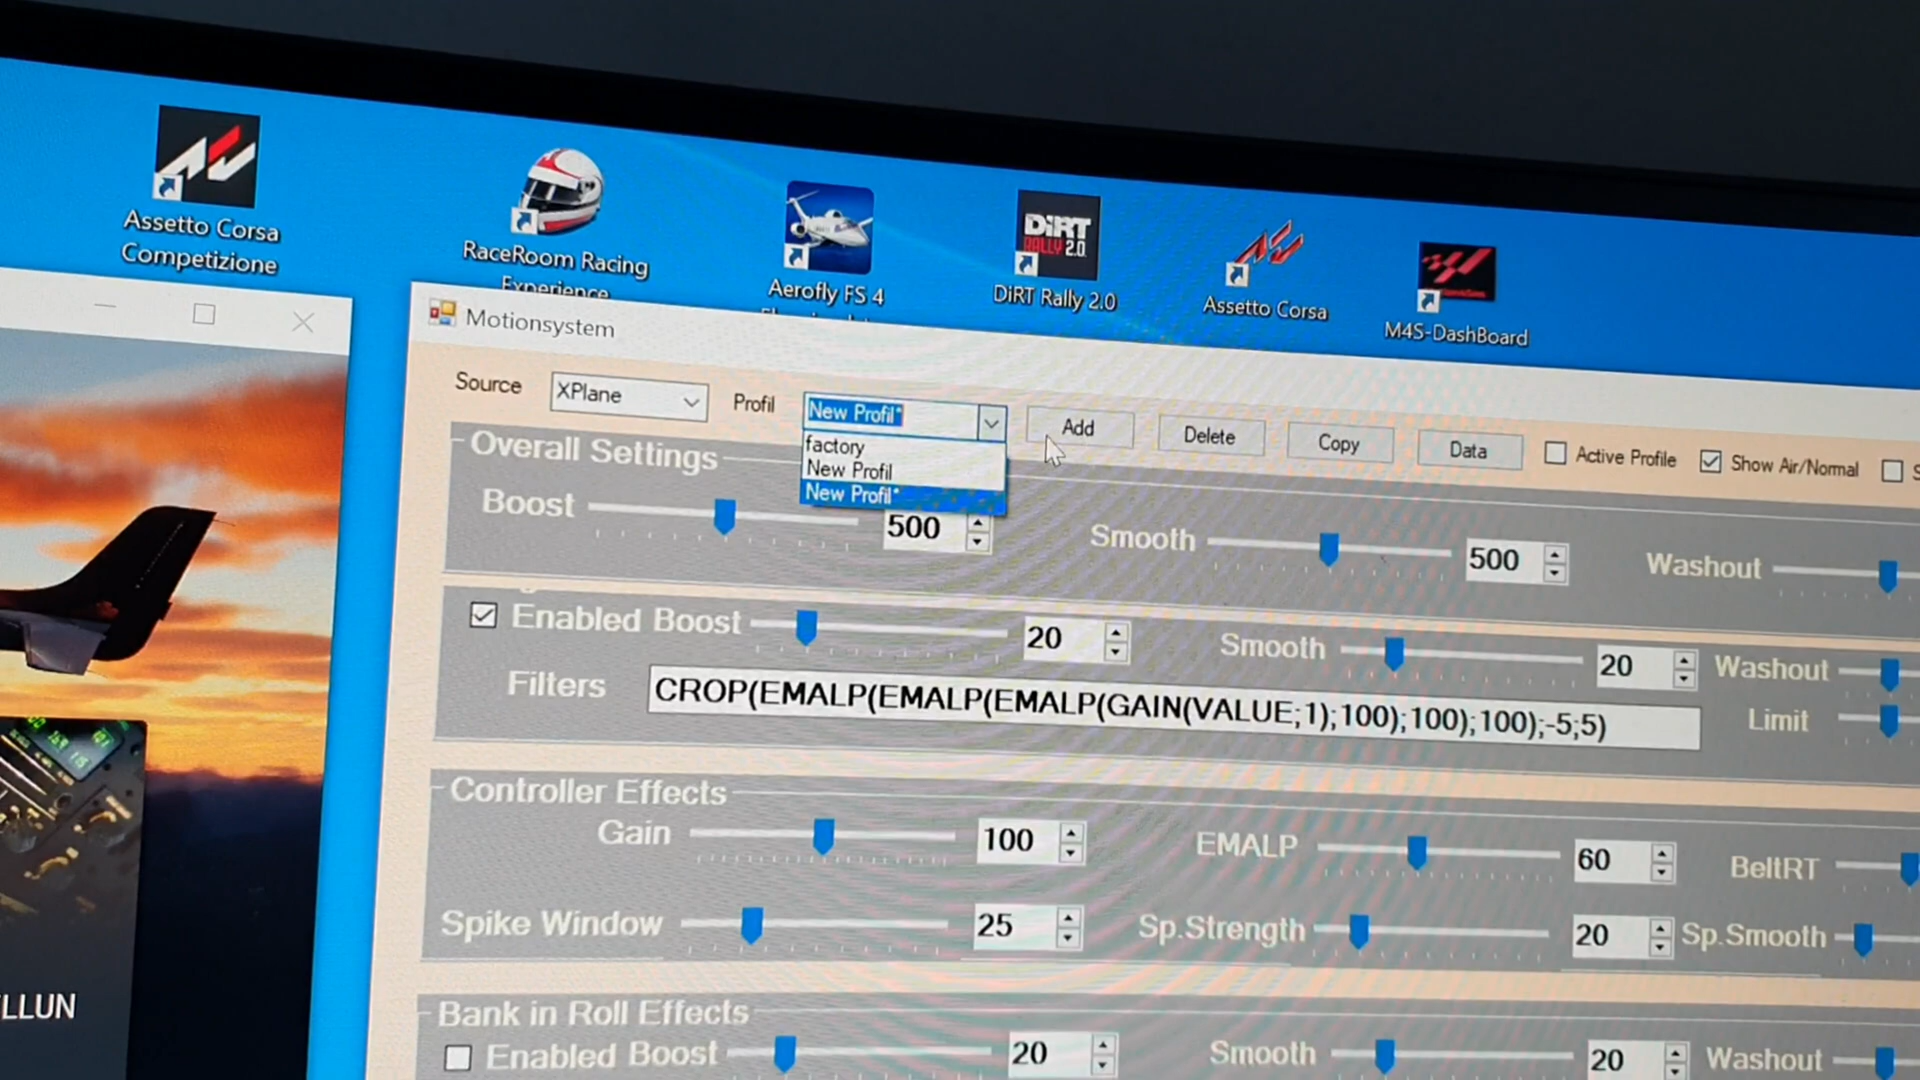 Assetto Corsa
Competizione
RaceRoom Racing
Experience
Aerofly FS 4
DiRT
RALLY 2.0
DiRT Rally 2.0
Assetto Corsa
M4S-DashBoard
Motionsystem
Source XPlane Profil New Profil* Add Delete Copy Data Active Profile Show Air/Normal S
factory
New Profil
New Profil*
Overall Settings
Boost 500 Smooth 500 Washout
Enabled Boost 20 Smooth 20 Washout
Filters CROP(EMALP(EMALP(EMALP(GAIN(VALUE;1);100);100);100);-5;5) Limit
Controller Effects
Gain 100 EMALP 60 BeltRT
Spike Window 25 Sp.Strength 20 Sp.Smooth
Bank in Roll Effects
Enabled Boost 20 Smooth 20 Washout
LLUN